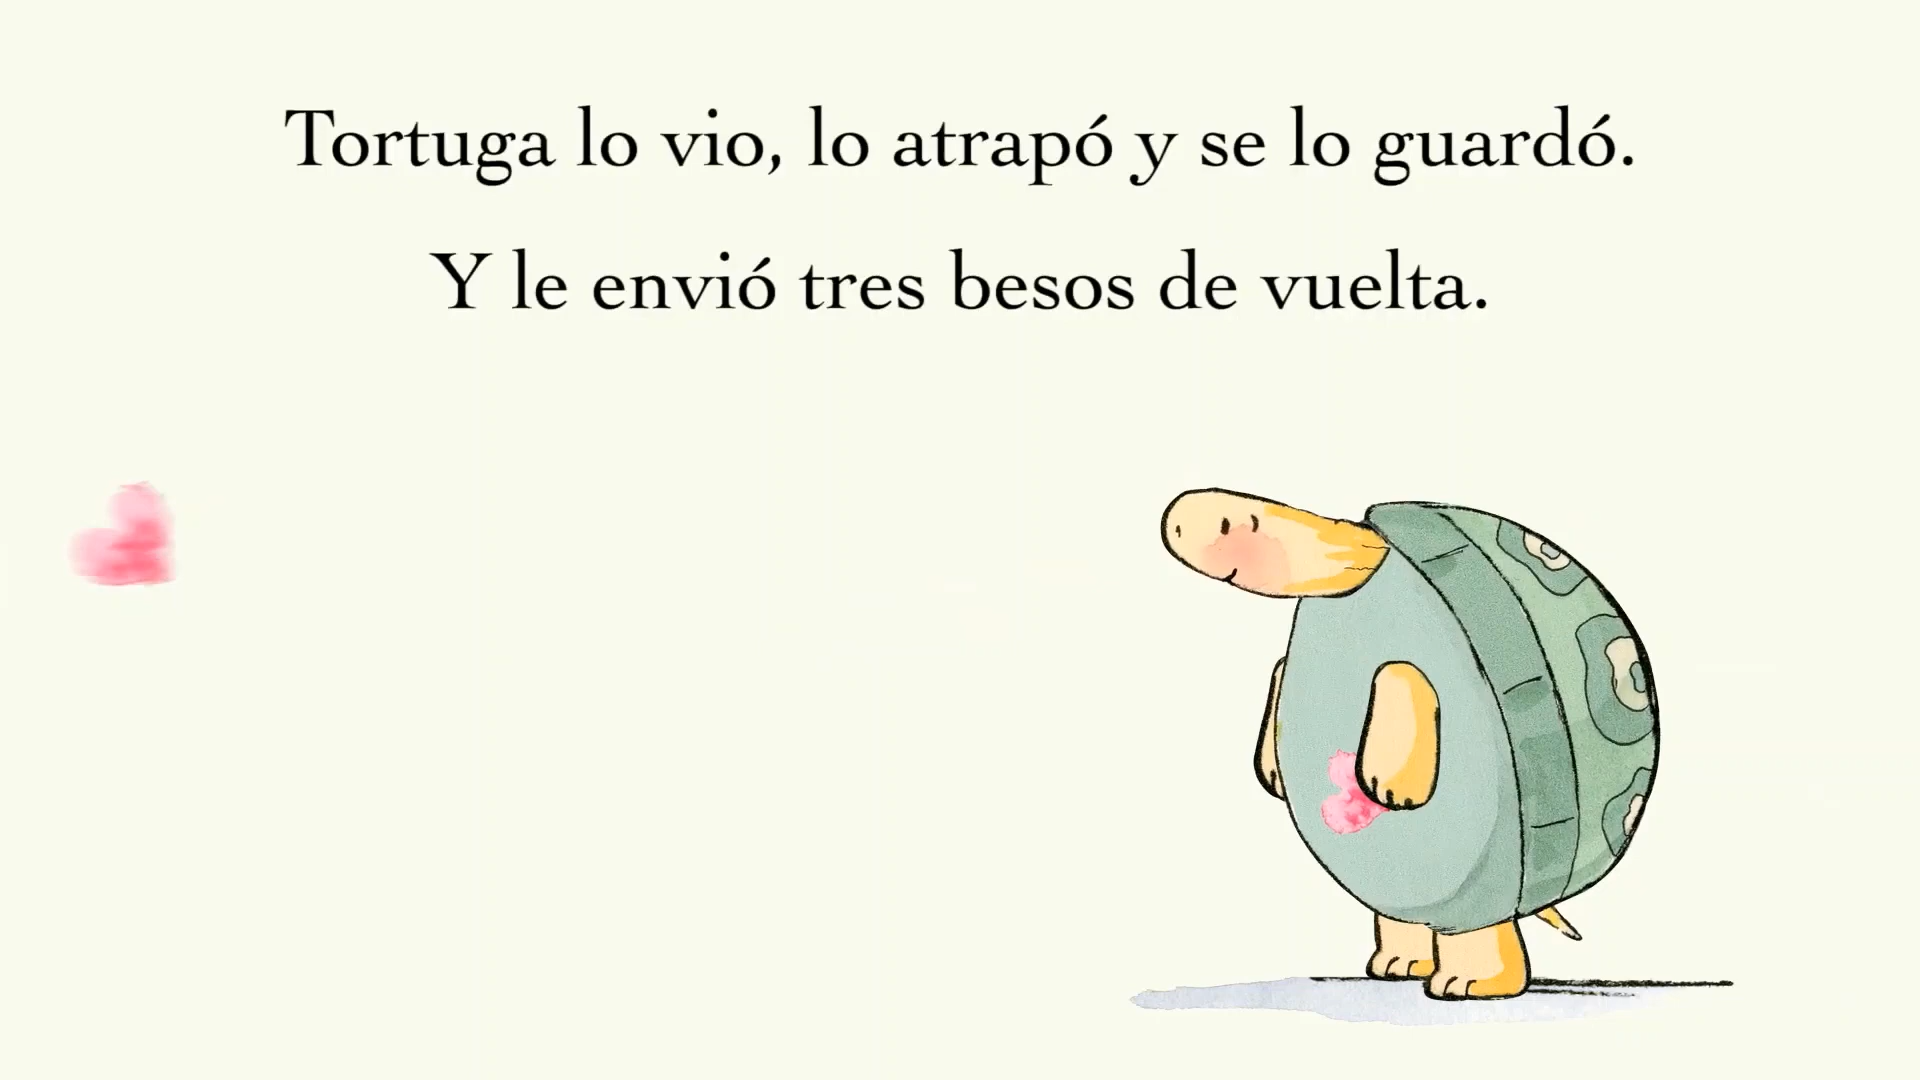 Tortuga lo vio, lo atrapó y se lo guardó.
Y le envió tres besos de vuelta.